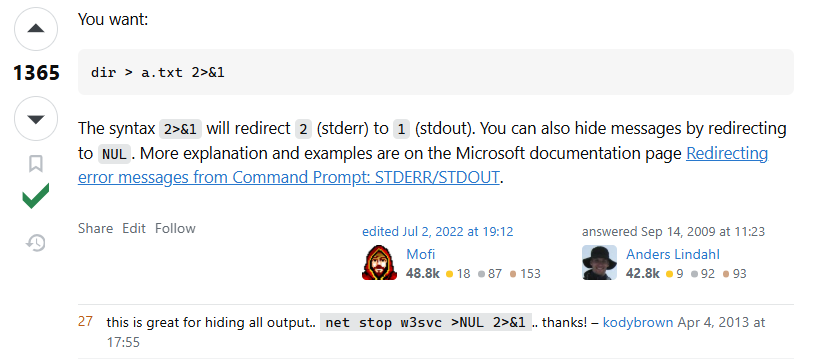 You want:
1365
dir > a.txt 2>&1
The syntax 2>&1 will redirect 2 (stderr) to 1 (stdout). You can also hide messages by redirecting
to NUL. More explanation and examples are on the Microsoft documentation page Redirecting
error messages from Command Prompt: STDERR/STDOUT.
Share Edit Follow
edited Jul 2, 2022 at 19:12
Mofi
48.8k 18 87 153
answered Sep 14, 2009 at 11:23
Anders Lindahl
42.8k 9 92 93
27 this is great for hiding all output.. net stop w3svc >NUL 2>&1.. thanks! – kodybrown Apr 4, 2013 at
17:55